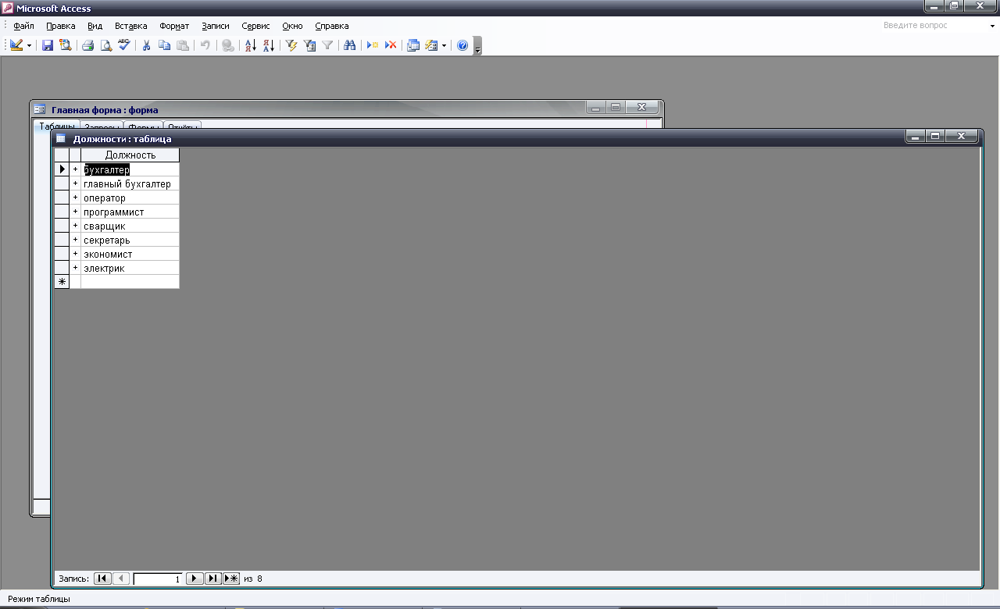 Microsoft Access
Файл Правка Вид Вставка Формат Записи Сервис Окно Справка Введите вопрос
Главная форма : форма
Таблицы Запросы Формы Отчёты
Должности : таблица
Должность
+ бухгалтер
+ главный бухгалтер
+ оператор
+ программист
+ сварщик
+ секретарь
+ экономист
+ электрик
Запись: 1 из 8
Режим таблицы